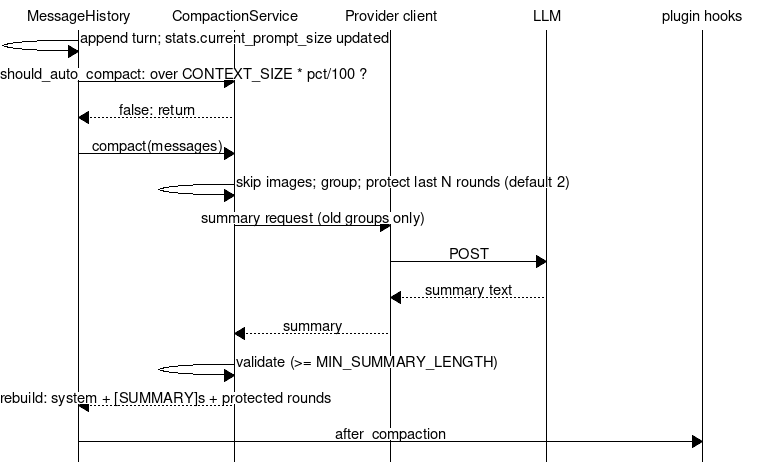 MessageHistory CompactionService Provider client LLM plugin hooks
append turn; stats.current_prompt_size updated
should_auto_compact: over CONTEXT_SIZE * pct/100 ?
false: return
compact(messages)
skip images; group; protect last N rounds (default 2)
summary request (old groups only)
POST
summary text
summary
validate (>= MIN_SUMMARY_LENGTH)
rebuild: system + [SUMMARY]s + protected rounds
after_compaction